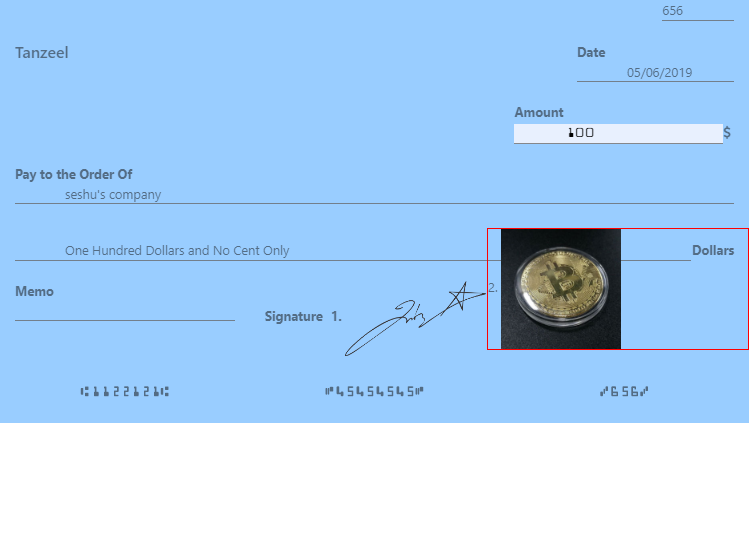 656
Tanzeel
Date
05/06/2019
Amount
100 $
Pay to the Order Of
seshu's company
One Hundred Dollars and No Cent Only Dollars
Memo
Signature 1. 2.
⑆1122121⑆ ⑈45454545⑈ ⑇656⑇